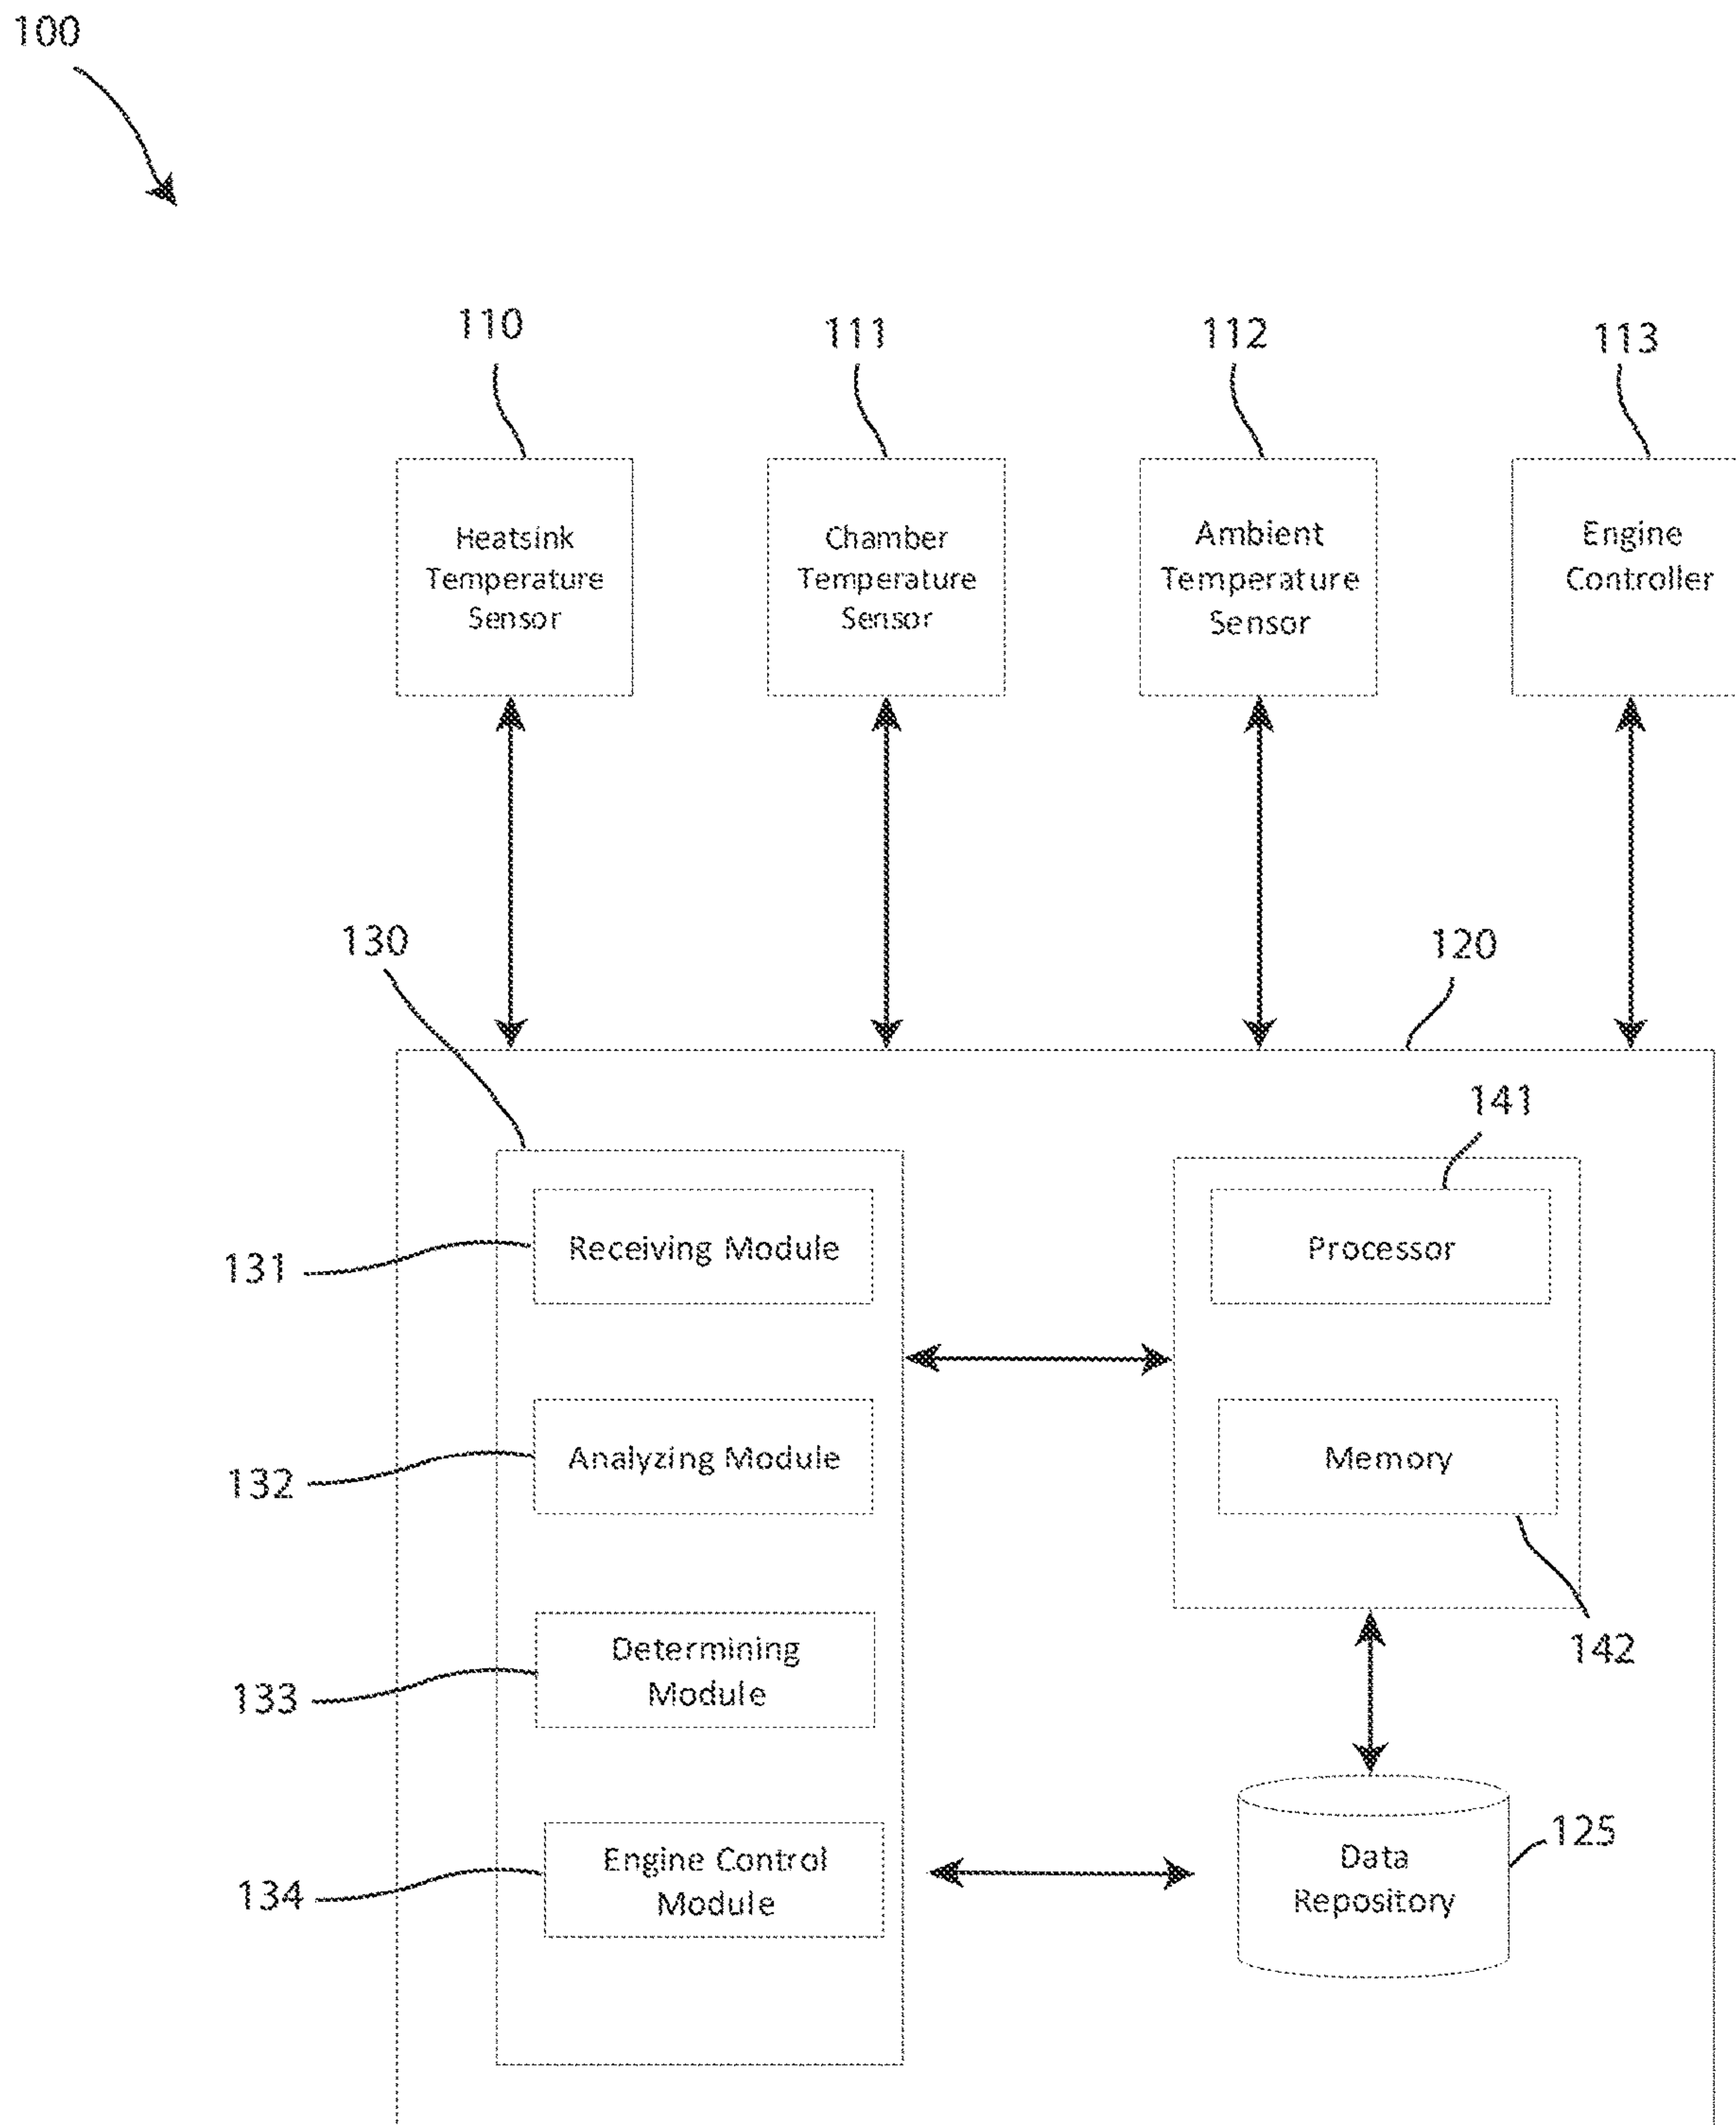 100
110
111
112
113
Heatsink
Temperature
Sensor
Chamber
Temperature
Sensor
Ambient
Temperature
Sensor
Engine
Controller
130
120
141
131
Receiving Module
Processor
132
Analyzing Module
Memory
142
133
Determining
Module
134
Engine Control
Module
Data
Repository
125